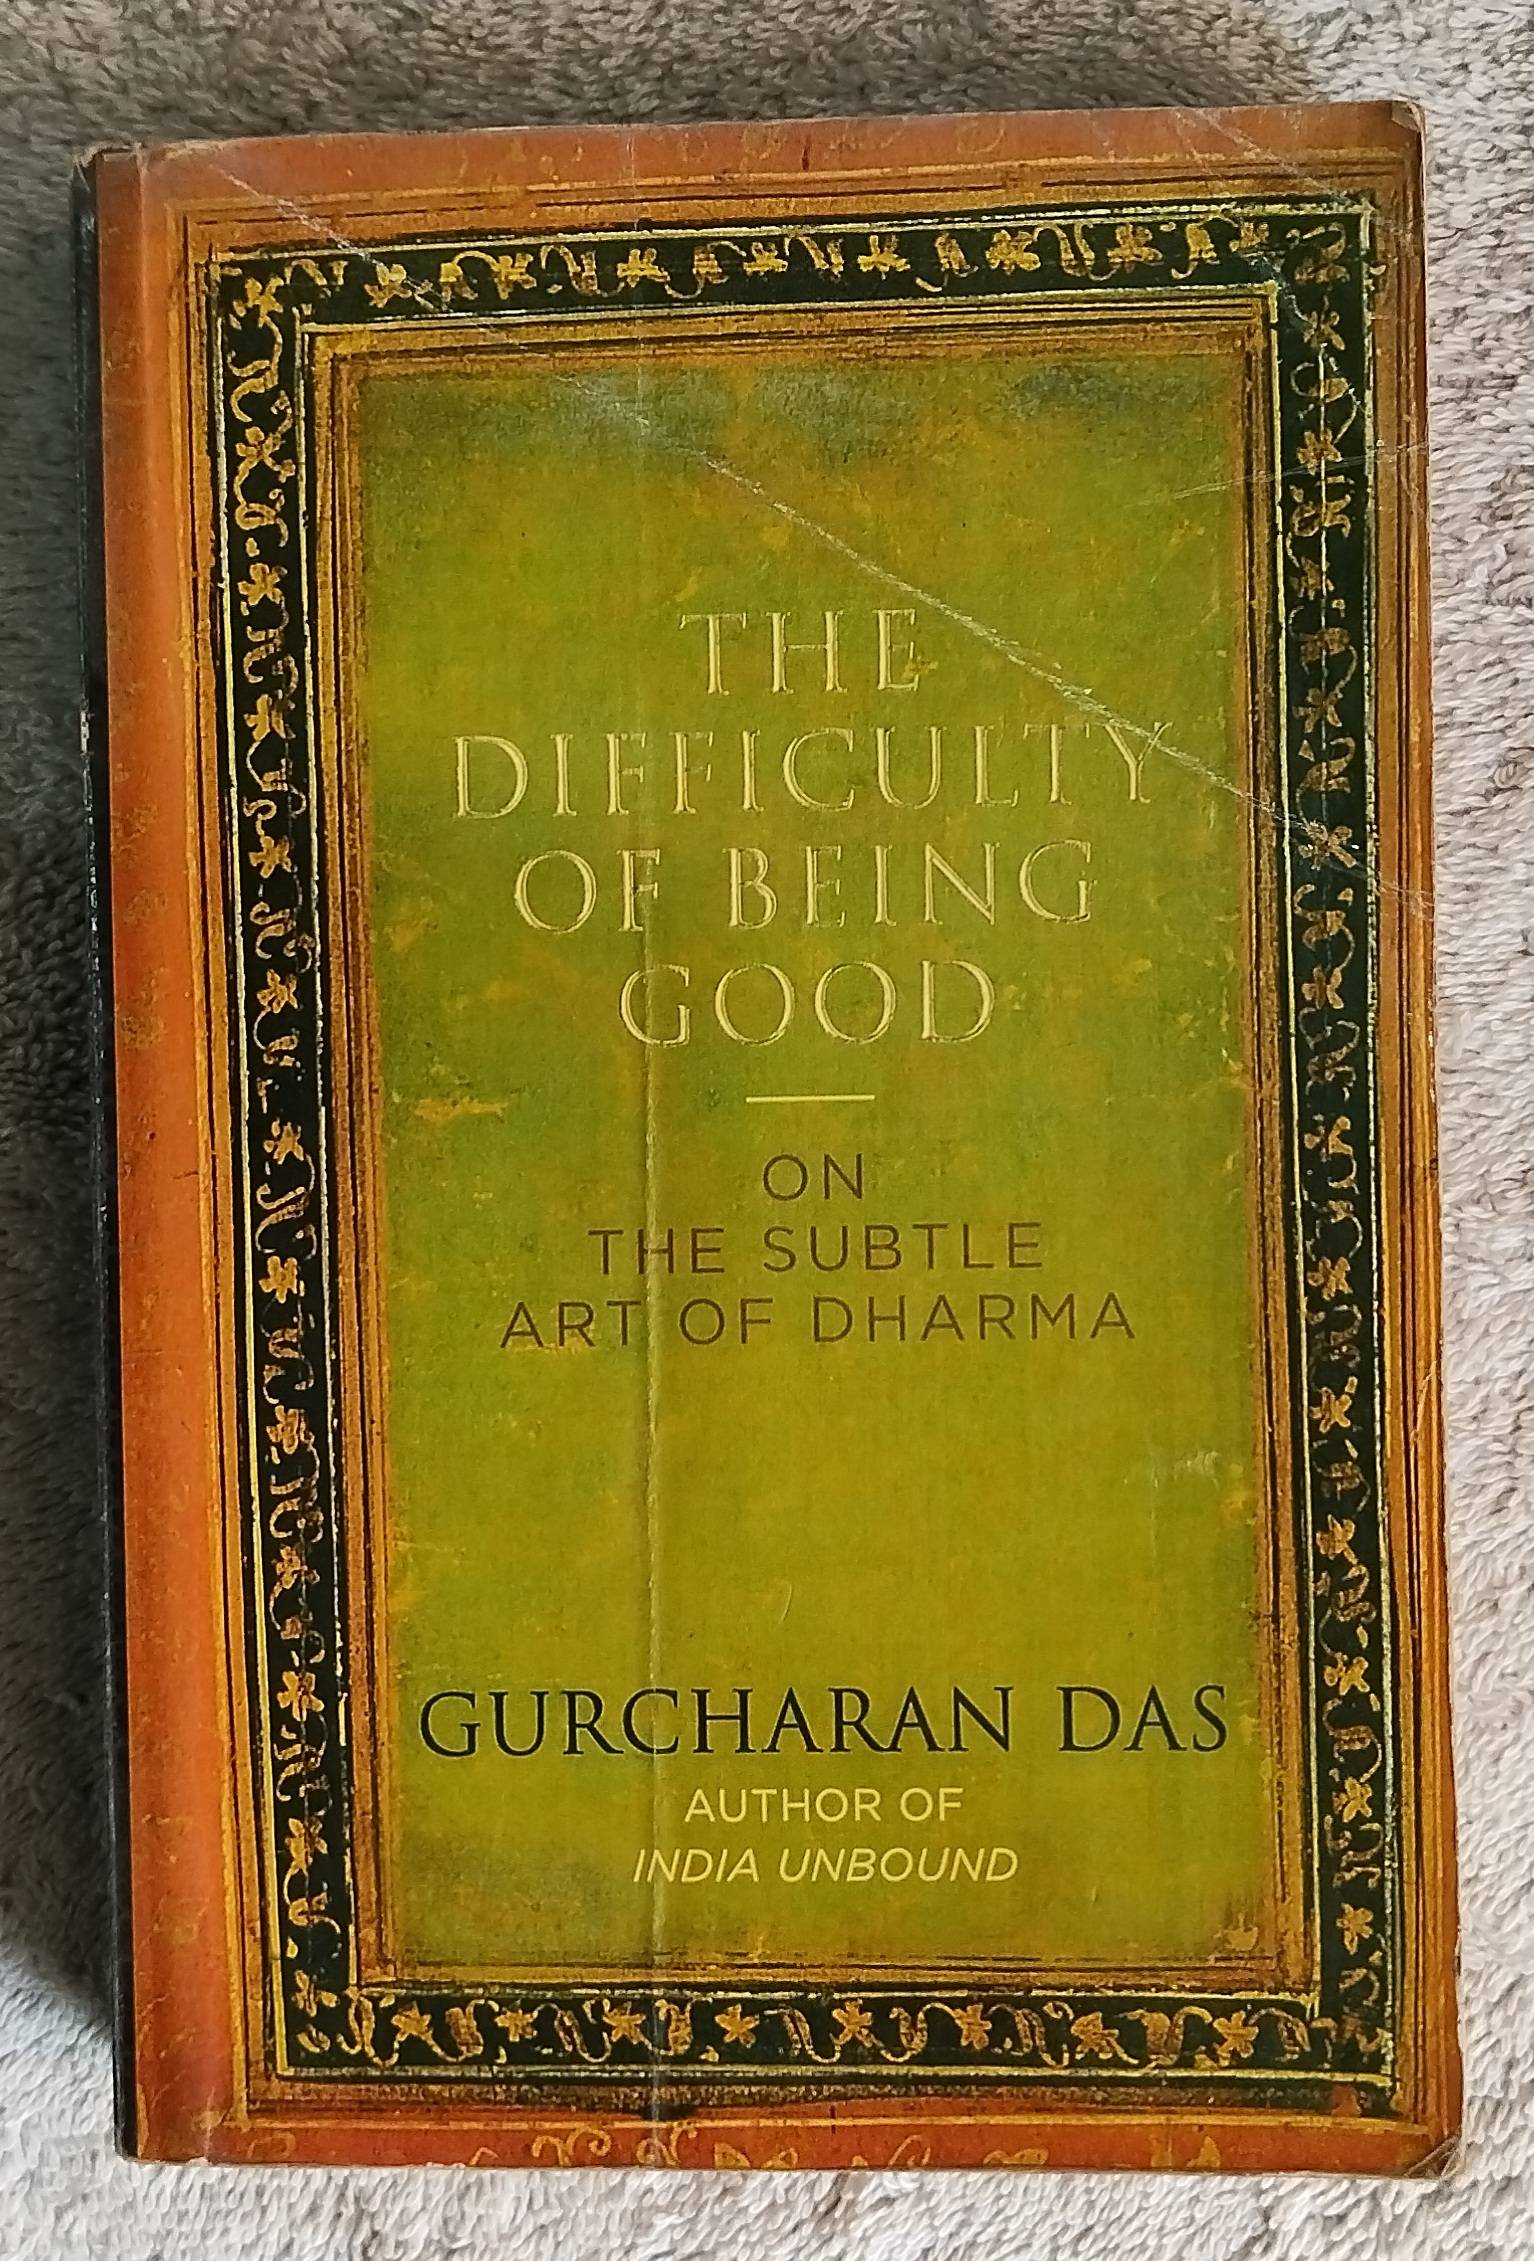 THE
DIFFICULTY
OF BEING
GOOD
ON
THE SUBTLE
ART OF DHARMA
GURCHARAN DAS
AUTHOR OF
INDIA UNBOUND